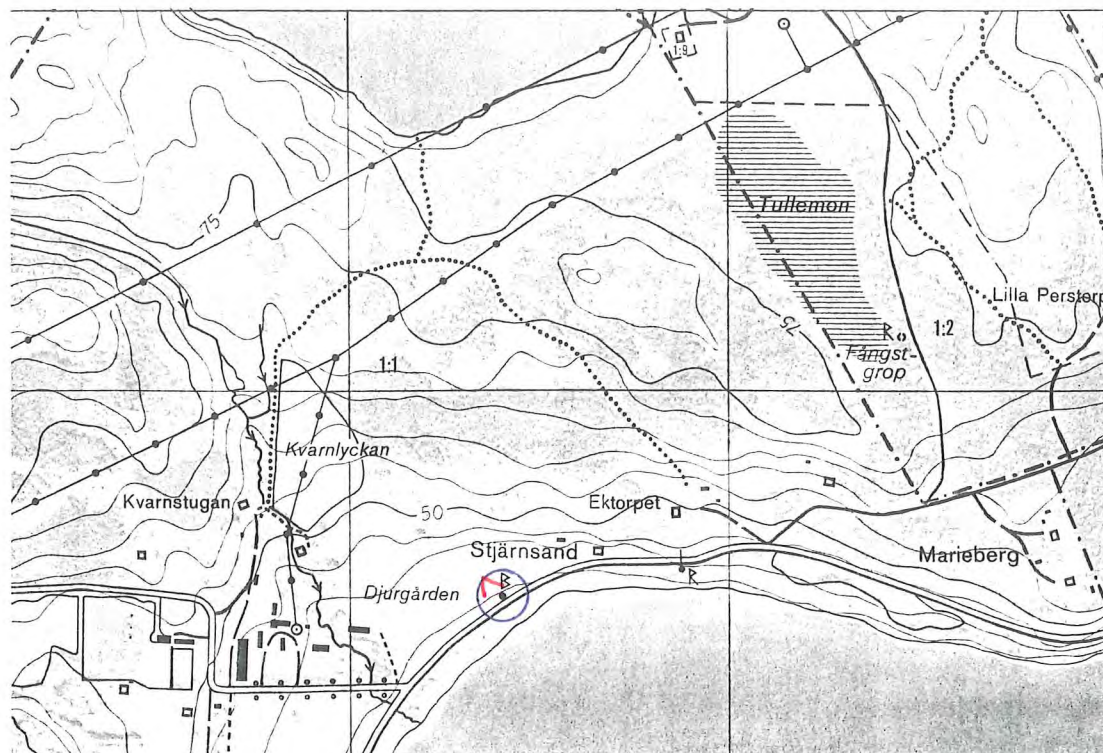 1:9
Tullemon
75
Lilla Perstorp
75
R
1:2
Fångst-
grop
1:1
Kvarnlyckan
Kvarnstugan
50
Ektorpet
Stjärnsand
Marieberg
R
Djurgården